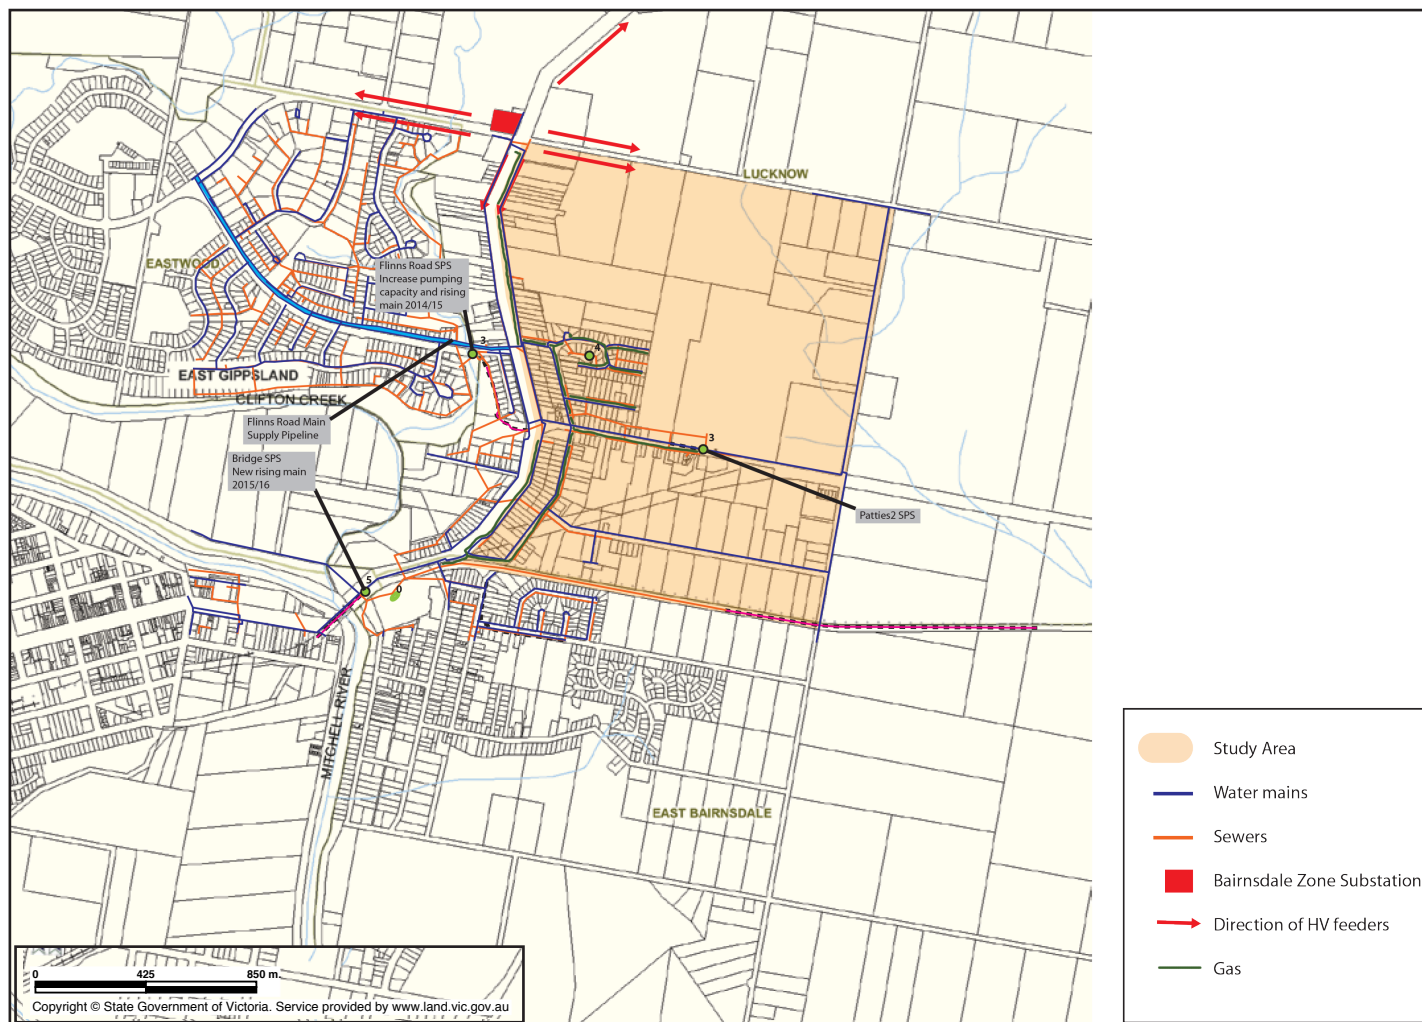 LUCKNOW
EASTWOOD
Flinns Road SPS
Increase pumping
capacity and rising
main 2014/15
3
4
EAST GIPPSLAND
CLIFTON CREEK
Flinns Road Main
Supply Pipeline
3
Bridge SPS
New rising main
2015/16
Patties2 SPS
5
0
MITCHELL RIVER
EAST BAIRNSDALE
Study Area
Water mains
Sewers
Bairnsdale Zone Substation
Direction of HV feeders
Gas
0 425 850 m.
Copyright © State Government of Victoria. Service provided by www.land.vic.gov.au